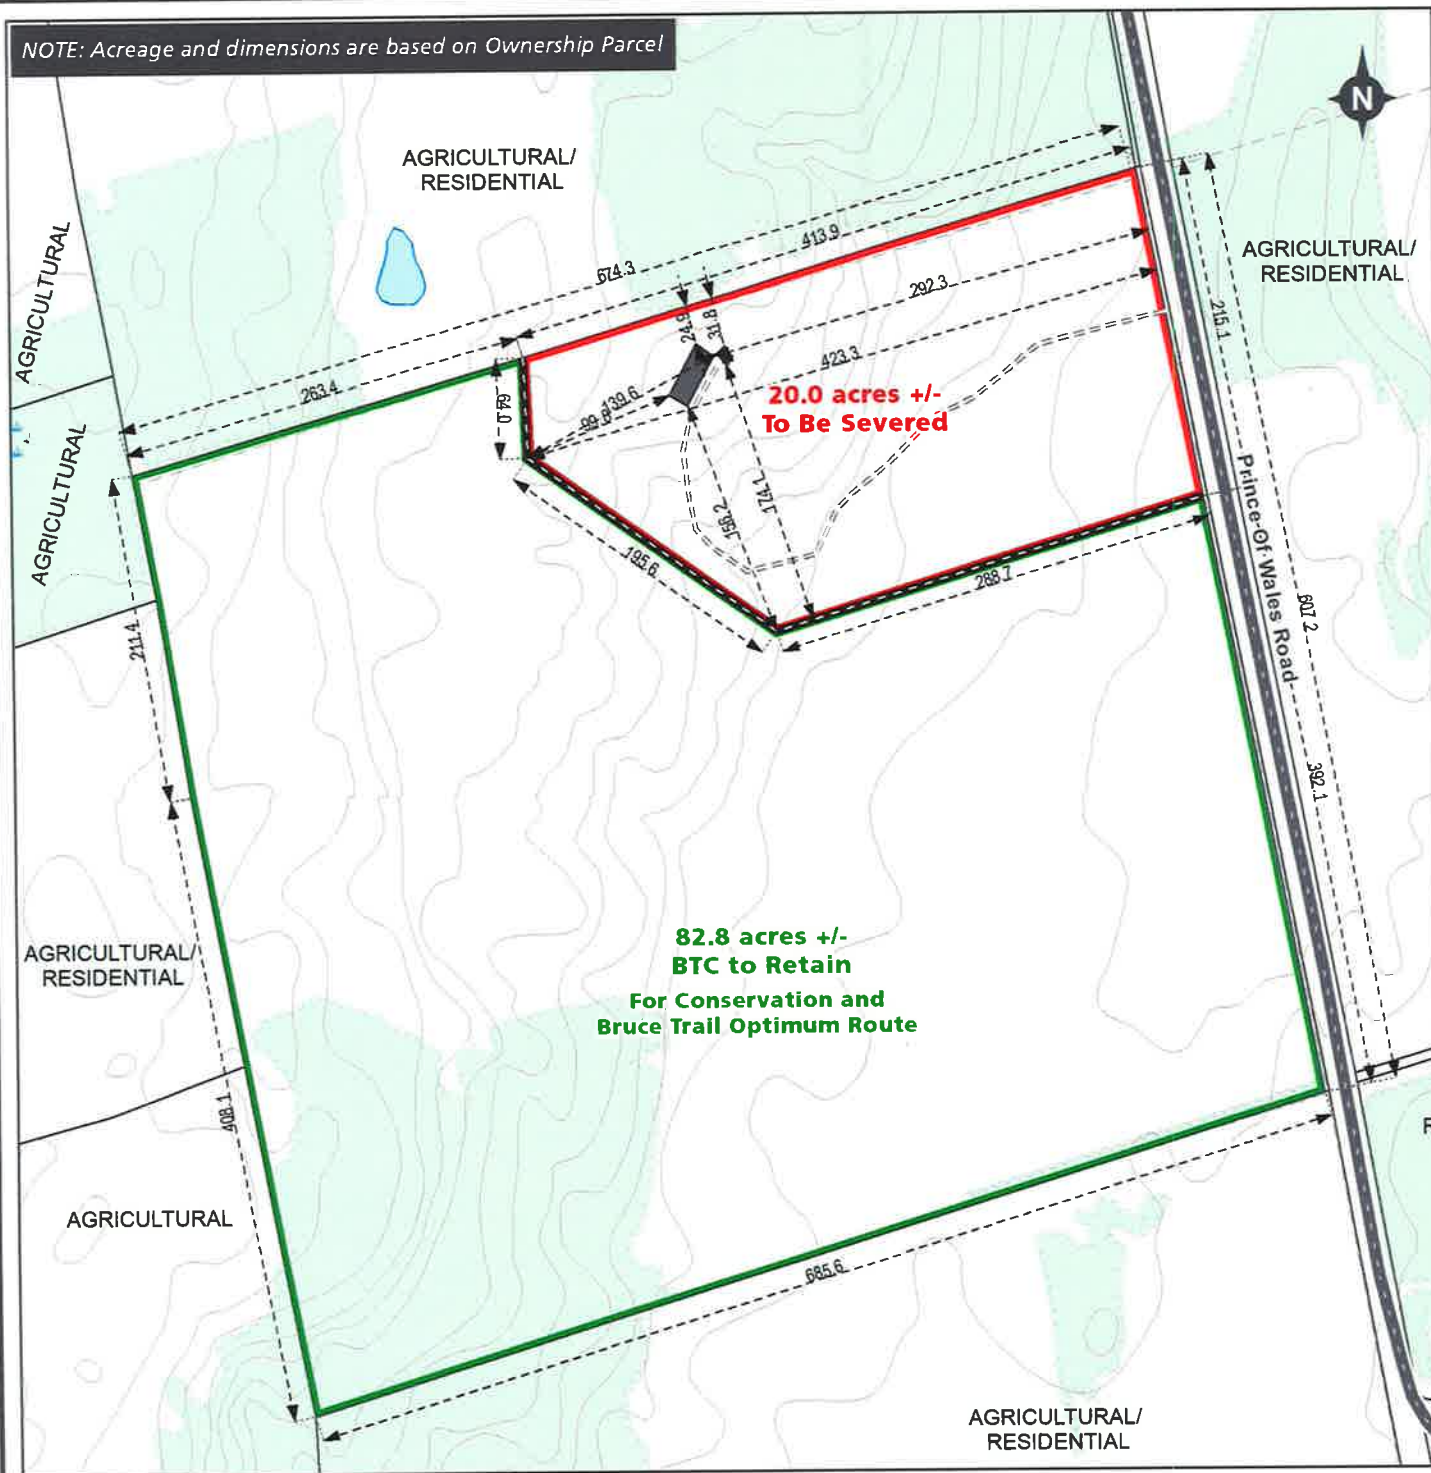 NOTE: Acreage and dimensions are based on Ownership Parcel
N
AGRICULTURAL/
RESIDENTIAL
AGRICULTURAL/
RESIDENTIAL
AGRICULTURAL
AGRICULTURAL
674.3
413.9
263.4
292.3
423.3
24.9
31.8
64.0
99.8
139.6
20.0 acres +/-
To Be Severed
215.1
Prince Of Wales Road
607.2
392.1
156.2
174.1
195.6
288.7
211.4
82.8 acres +/-
BTC to Retain
For Conservation and
Bruce Trail Optimum Route
AGRICULTURAL/
RESIDENTIAL
408.1
AGRICULTURAL
685.6
AGRICULTURAL/
RESIDENTIAL